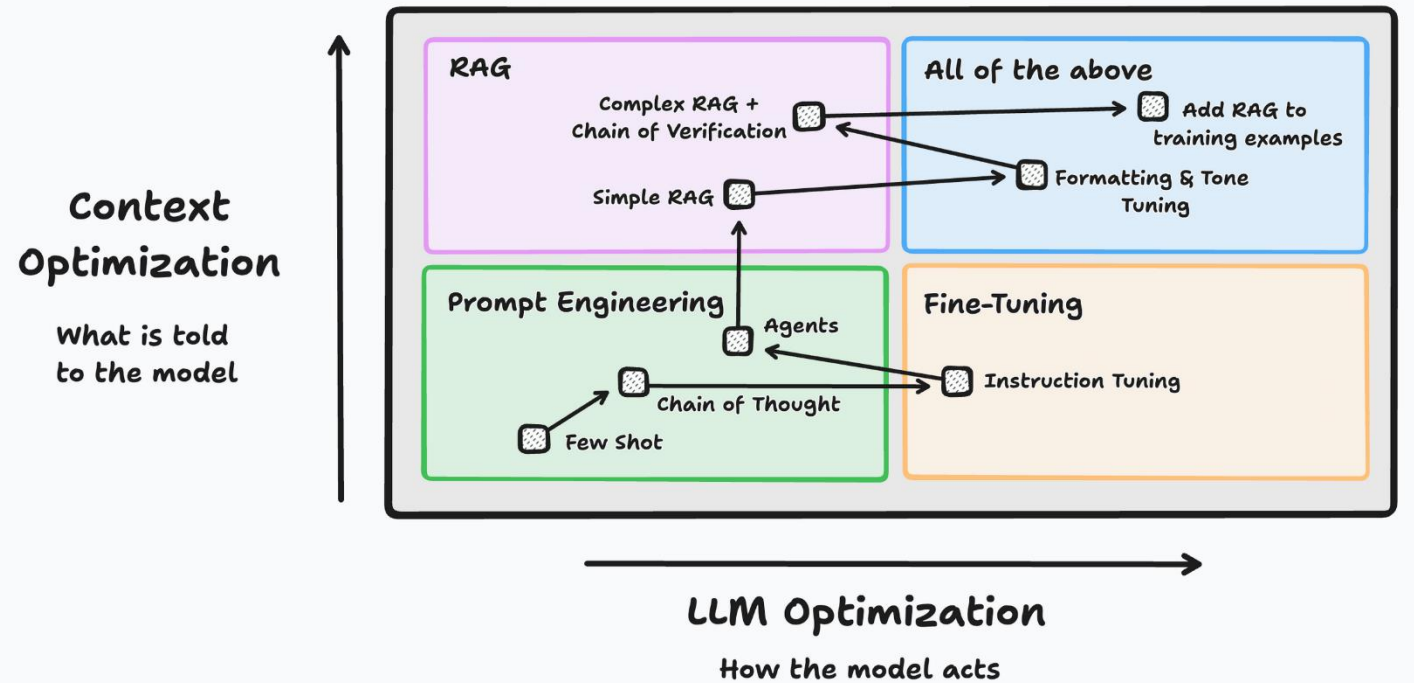 Context
Optimization
What is told
to the model
RAG
Complex RAG +
Chain of Verification
Simple RAG
All of the above
Add RAG to
training examples
Formatting & Tone
Tuning
Prompt Engineering
Agents
Chain of Thought
Few Shot
Fine-Tuning
Instruction Tuning
LLM Optimization
How the model acts